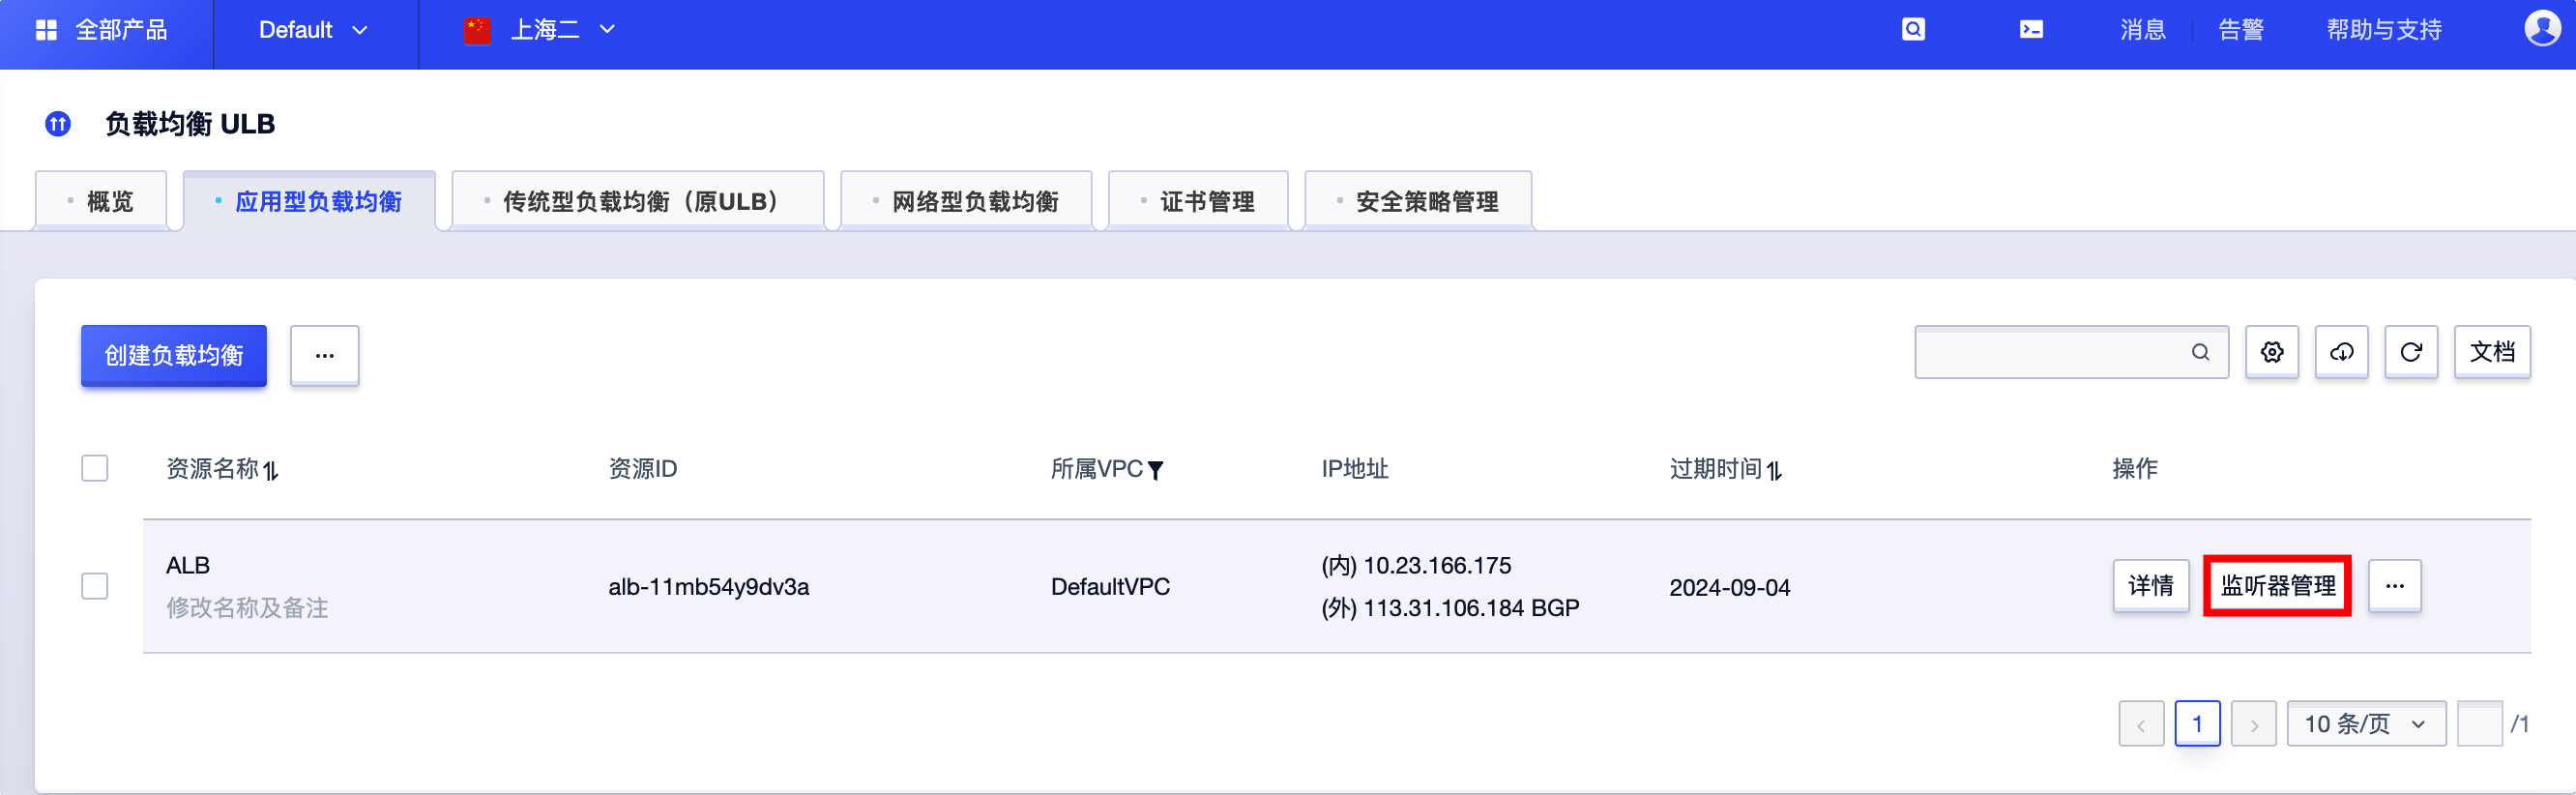 全部产品 Default 上海二 消息 告警 帮助与支持
负载均衡 ULB
概览 应用型负载均衡 传统型负载均衡（原ULB） 网络型负载均衡 证书管理 安全策略管理
创建负载均衡 ... 文档
资源名称 资源ID 所属VPC IP地址 过期时间 操作
ALB
修改名称及备注
alb-11mb54y9dv3a
DefaultVPC
(内) 10.23.166.175
(外) 113.31.106.184 BGP
2024-09-04
详情 监听器管理 ...
1 10 条/页 /1